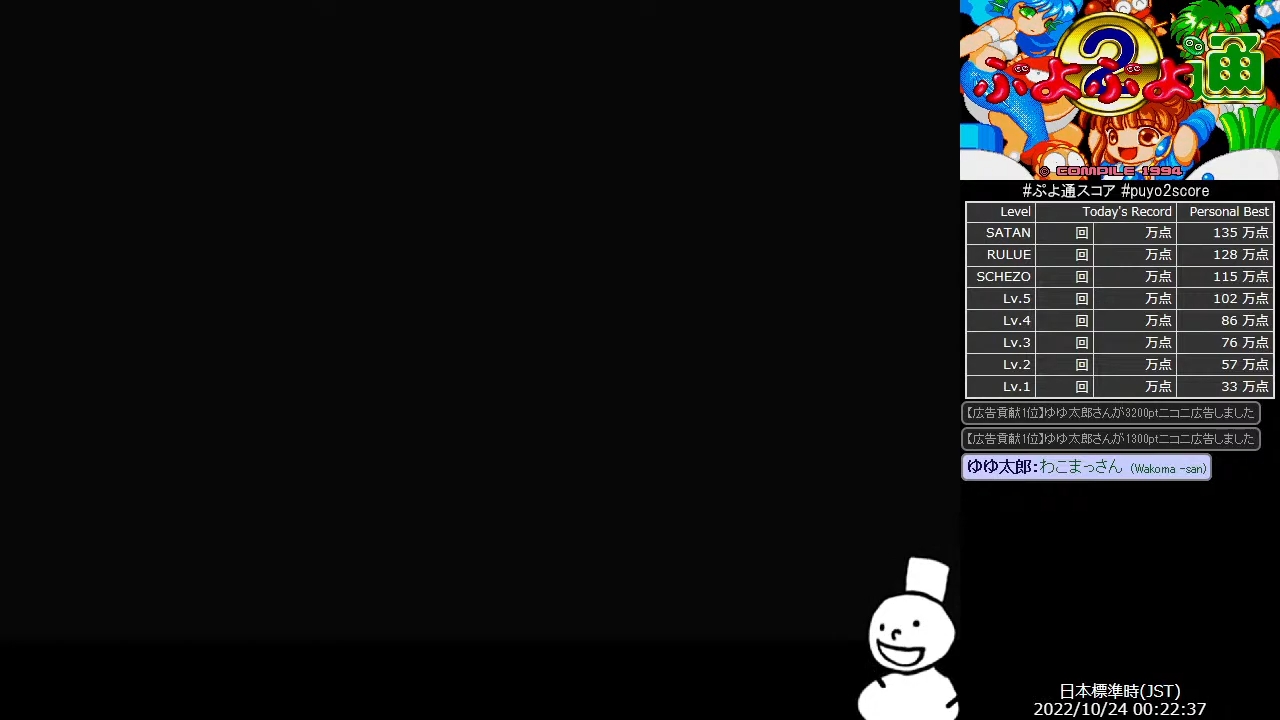 ぷよぷよ通
2
© COMPILE 1994
#ぷよ通スコア #puyo2score
Level Today's Record Personal Best
SATAN 回 万点 135 万点
RULUE 回 万点 128 万点
SCHEZO 回 万点 115 万点
Lv.5 回 万点 102 万点
Lv.4 回 万点 86 万点
Lv.3 回 万点 76 万点
Lv.2 回 万点 57 万点
Lv.1 回 万点 33 万点
【広告貢献1位】ゆゆ太郎さんが3200ptニコニ広告しました
【広告貢献1位】ゆゆ太郎さんが1300ptニコニ広告しました
ゆゆ太郎:わこまっさん (Wakoma -san)
日本標準時(JST)
2022/10/24 00:22:37